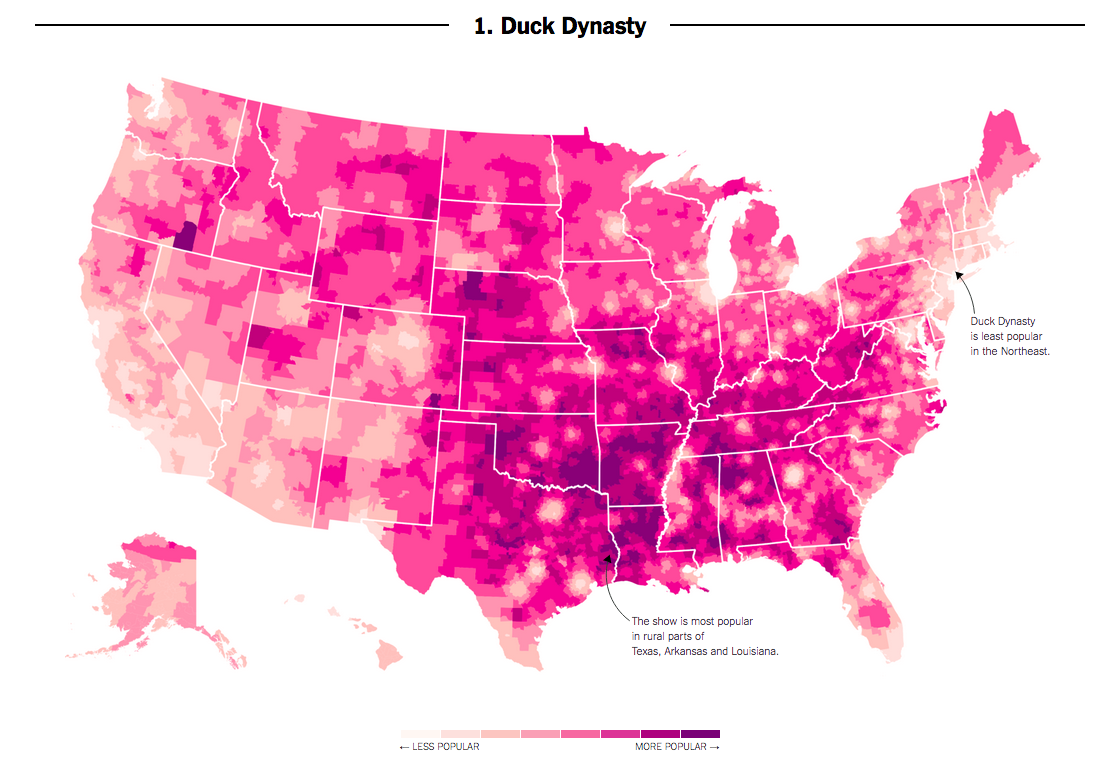 1. Duck Dynasty
Duck Dynasty
is least popular
in the Northeast.
The show is most popular
in rural parts of
Texas, Arkansas and Louisiana.
← LESS POPULAR
MORE POPULAR →